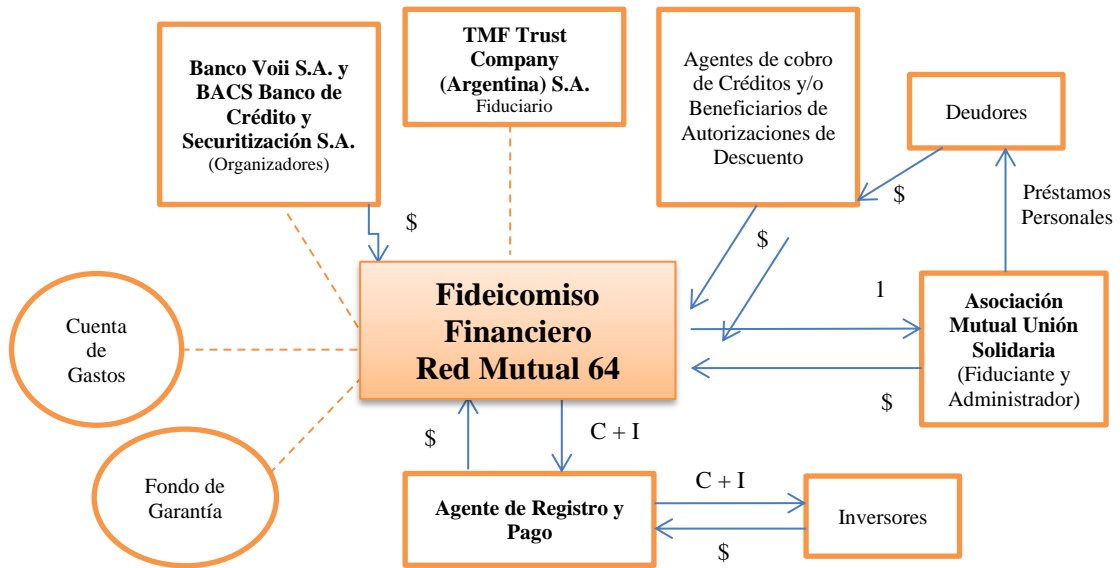 Banco Voii S.A. y
BACS Banco de
Crédito y
Securitización S.A.
(Organizadores)
TMF Trust
Company
(Argentina) S.A.
Fiduciario
Agentes de cobro
de Créditos y/o
Beneficiarios de
Autorizaciones de
Descuento
Deudores
$
Préstamos
Personales
$
$
Fideicomiso
Financiero
Red Mutual 64
1
Asociación
Mutual Unión
Solidaria
(Fiduciante y
Administrador)
$
Cuenta
de
Gastos
Fondo de
Garantía
$
C + I
Agente de Registro y
Pago
C + I
$
Inversores